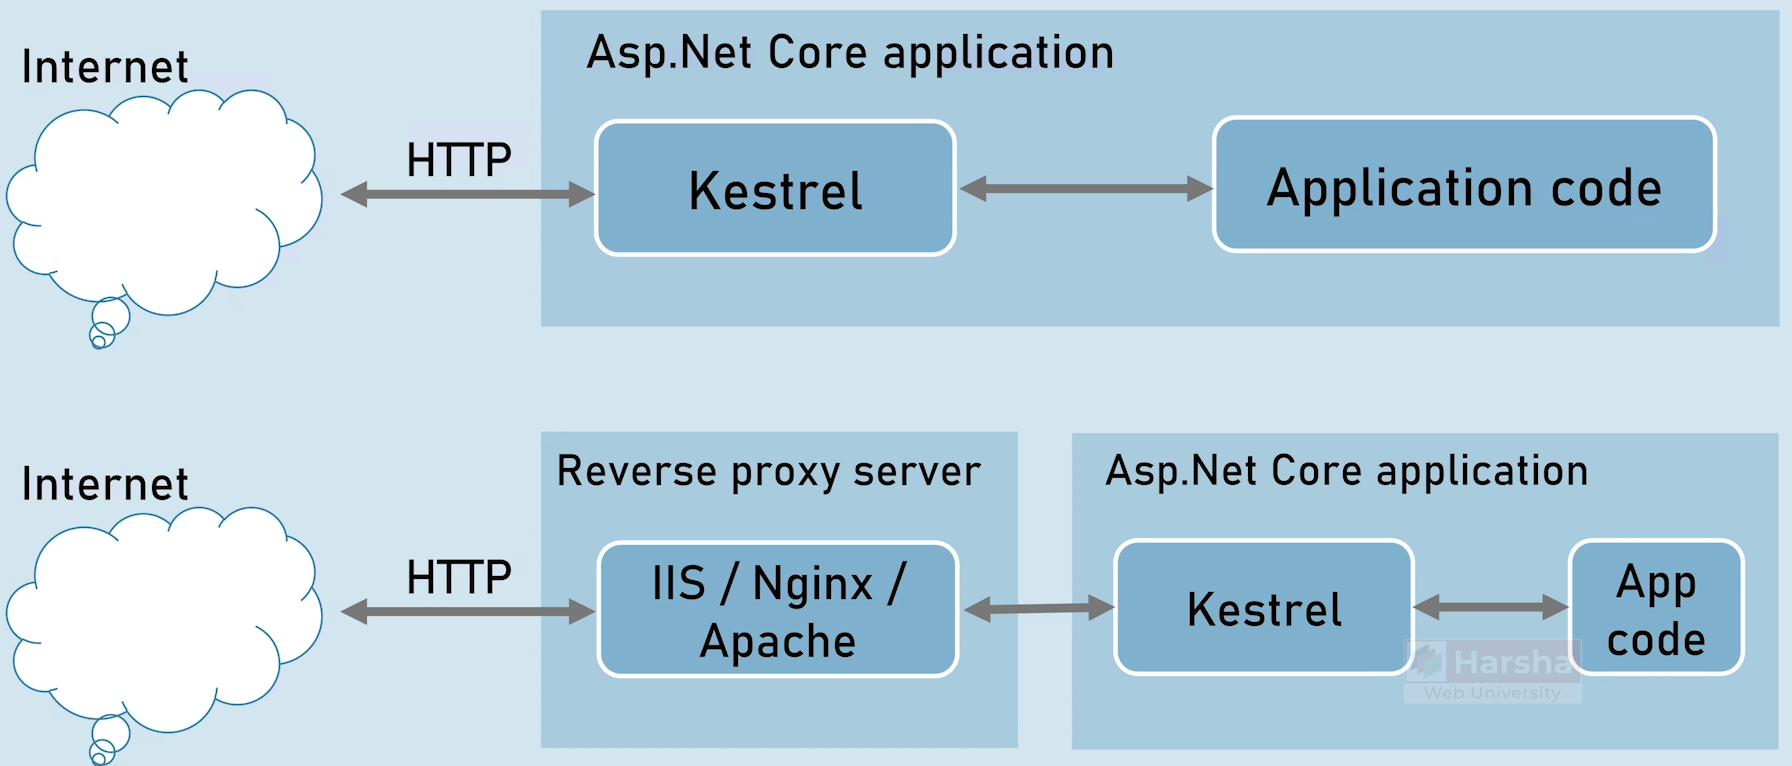 Internet
Asp.Net Core application
HTTP
Kestrel
Application code
Internet
Reverse proxy server
Asp.Net Core application
HTTP
IIS / Nginx /
Apache
Kestrel
App
code
Harsha
Web University